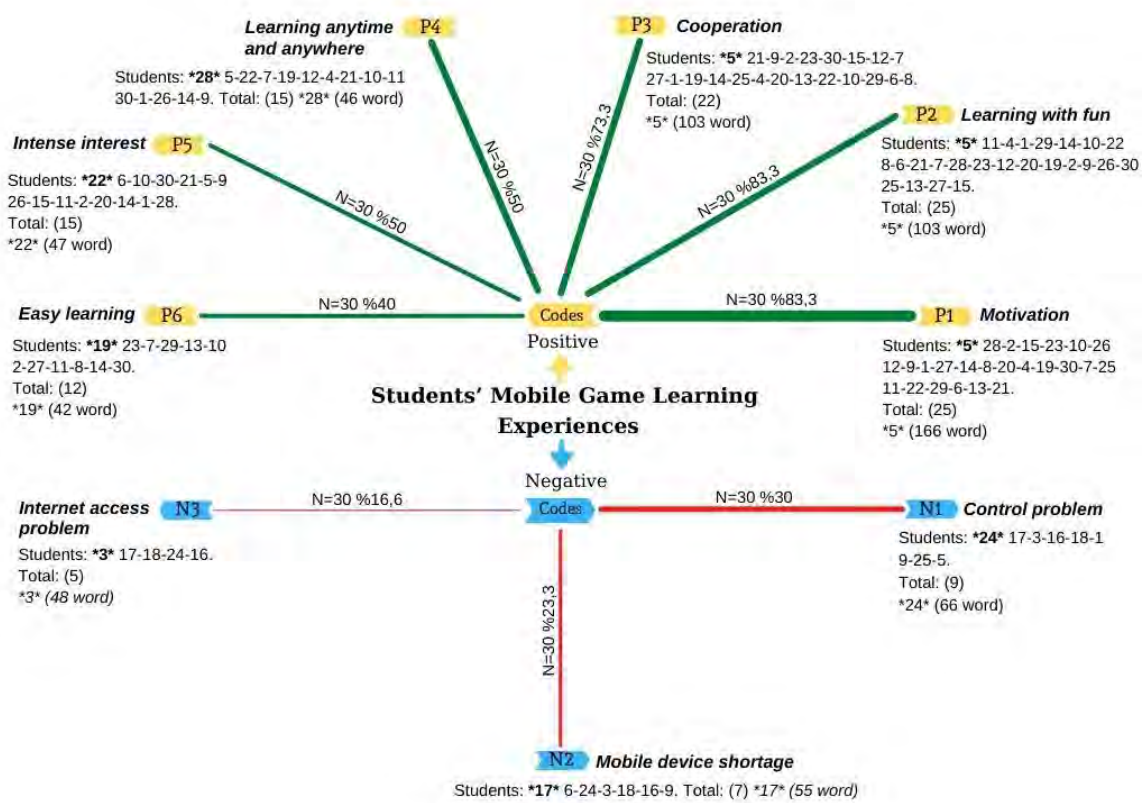 Learning anytime
and anywhere
P4
Students: *28* 5-22-7-19-12-4-21-10-11
30-1-26-14-9. Total: (15) *28* (46 word)
N=30 %50
P3
Cooperation
Students: *5* 21-9-2-23-30-15-12-7
27-1-19-14-25-4-20-13-22-10-29-6-8.
Total: (22)
*5* (103 word)
N=30 %73,3
P2
Learning with fun
Students: *5* 11-4-1-29-14-10-22
8-6-21-7-28-23-12-20-19-2-9-26-30
25-13-27-15.
Total: (25)
*5* (103 word)
N=30 %83,3
Intense interest
P5
Students: *22* 6-10-30-21-5-9
26-15-11-2-20-14-1-28.
Total: (15)
*22* (47 word)
N=30 %50
Easy learning
P6
Students: *19* 23-7-29-13-10
2-27-11-8-14-30.
Total: (12)
*19* (42 word)
N=30 %40
Codes
Positive
N=30 %83,3
P1
Motivation
Students: *5* 28-2-15-23-10-26
12-9-1-27-14-8-20-4-19-30-7-25
11-22-29-6-13-21.
Total: (25)
*5* (166 word)
Students' Mobile Game Learning
Experiences
Negative
Codes
Internet access
problem
N3
Students: *3* 17-18-24-16.
Total: (5)
*3* (48 word)
N=30 %16,6
N=30 %30
N1
Control problem
Students: *24* 17-3-16-18-1
9-25-5.
Total: (9)
*24* (66 word)
N=30 %23,3
N2
Mobile device shortage
Students: *17* 6-24-3-18-16-9. Total: (7) *17* (55 word)